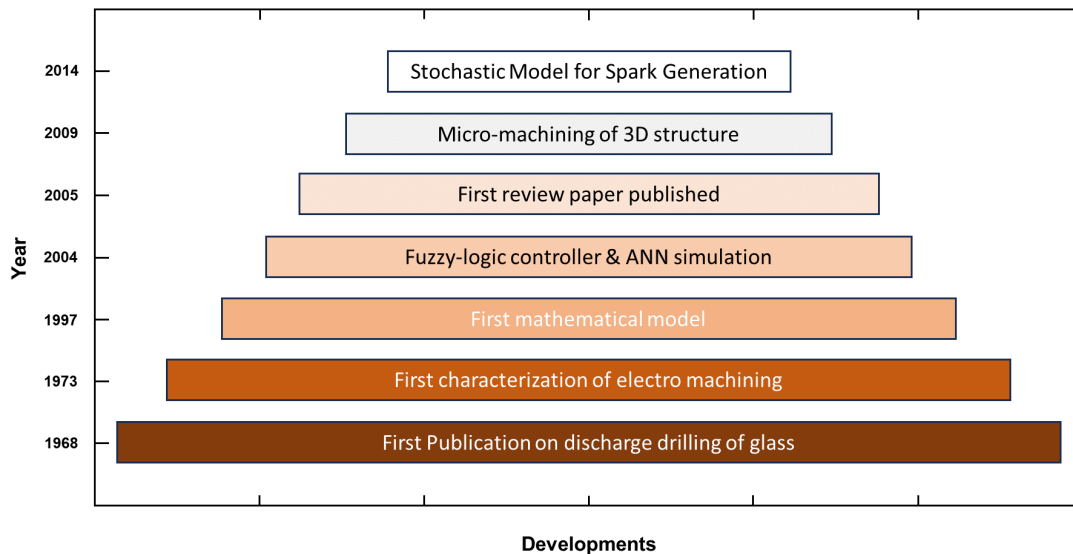 2014
Stochastic Model for Spark Generation
2009
Micro-machining of 3D structure
2005
First review paper published
2004
Fuzzy-logic controller & ANN simulation
1997
First mathematical model
1973
First characterization of electro machining
1968
First Publication on discharge drilling of glass
Year
Developments